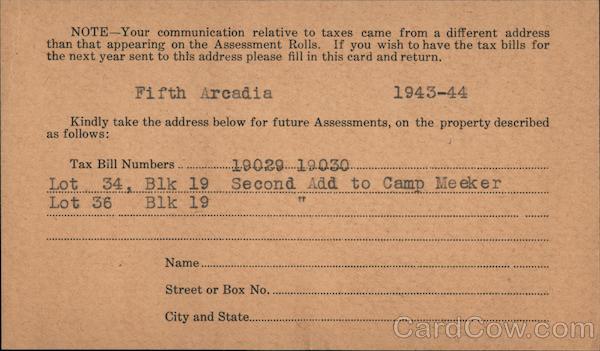 NOTE—Your communication relative to taxes came from a different address
than that appearing on the Assessment Rolls. If you wish to have the tax bills for
the next year sent to this address please fill in this card and return.
Fifth Arcadia 1943-44
Kindly take the address below for future Assessments, on the property described
as follows:
Tax Bill Numbers 19029 19030
Lot 34, Blk 19 Second Add to Camp Meeker
Lot 36 Blk 19 "
Name
Street or Box No.
City and State
CardCow.com